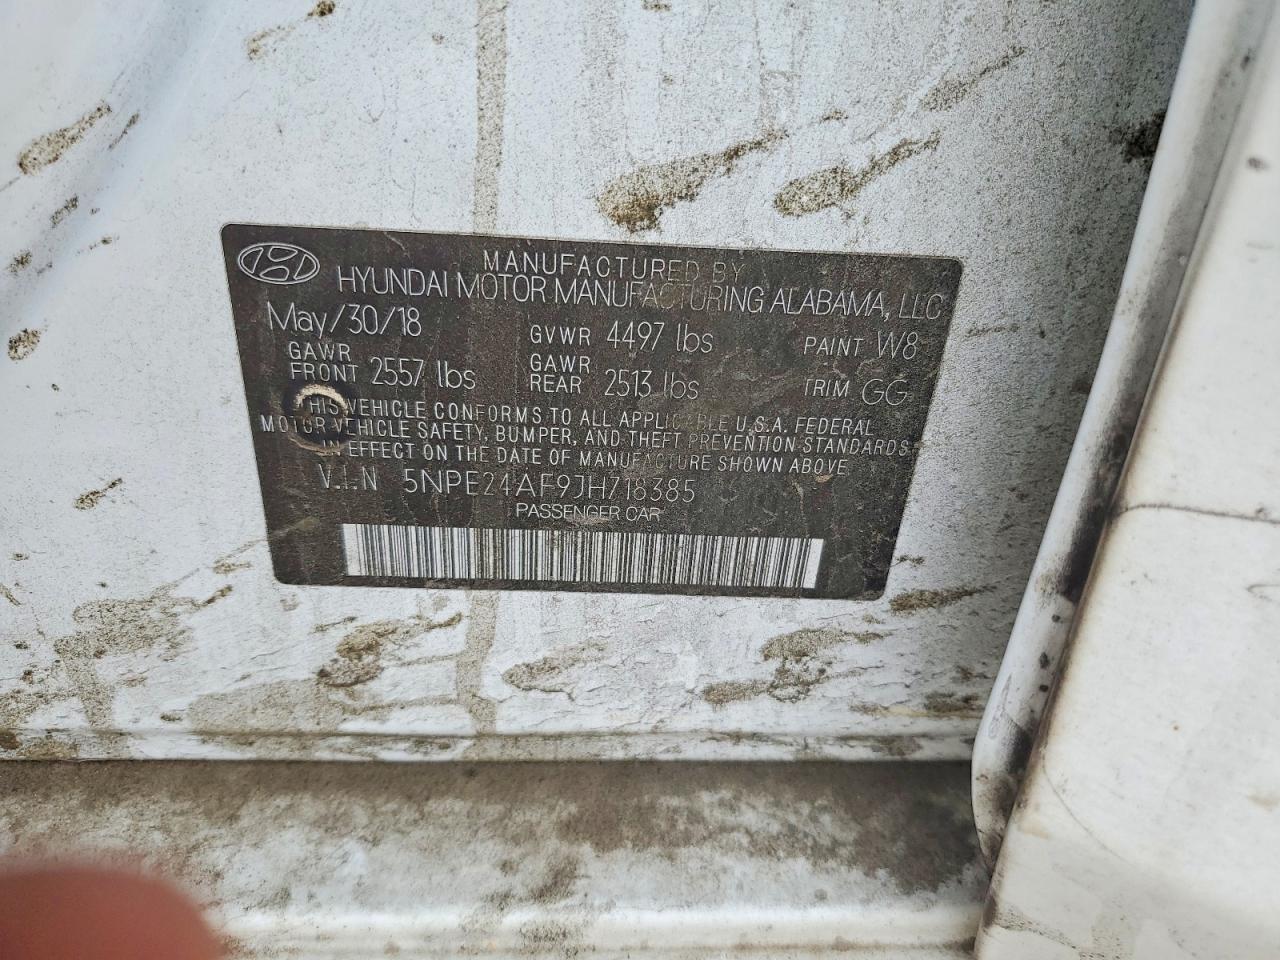 MANUFACTURED BY
HYUNDAI MOTOR MANUFACTURING ALABAMA, LLC
May/30/18 GVWR 4497 lbs PAINT W8
GAWR FRONT 2557 lbs GAWR REAR 2513 lbs TRIM GG
THIS VEHICLE CONFORMS TO ALL APPLICABLE U.S.A. FEDERAL
MOTOR VEHICLE SAFETY, BUMPER, AND THEFT PREVENTION STANDARDS
IN EFFECT ON THE DATE OF MANUFACTURE SHOWN ABOVE
V.I.N 5NPE24AF9JH718385
PASSENGER CAR